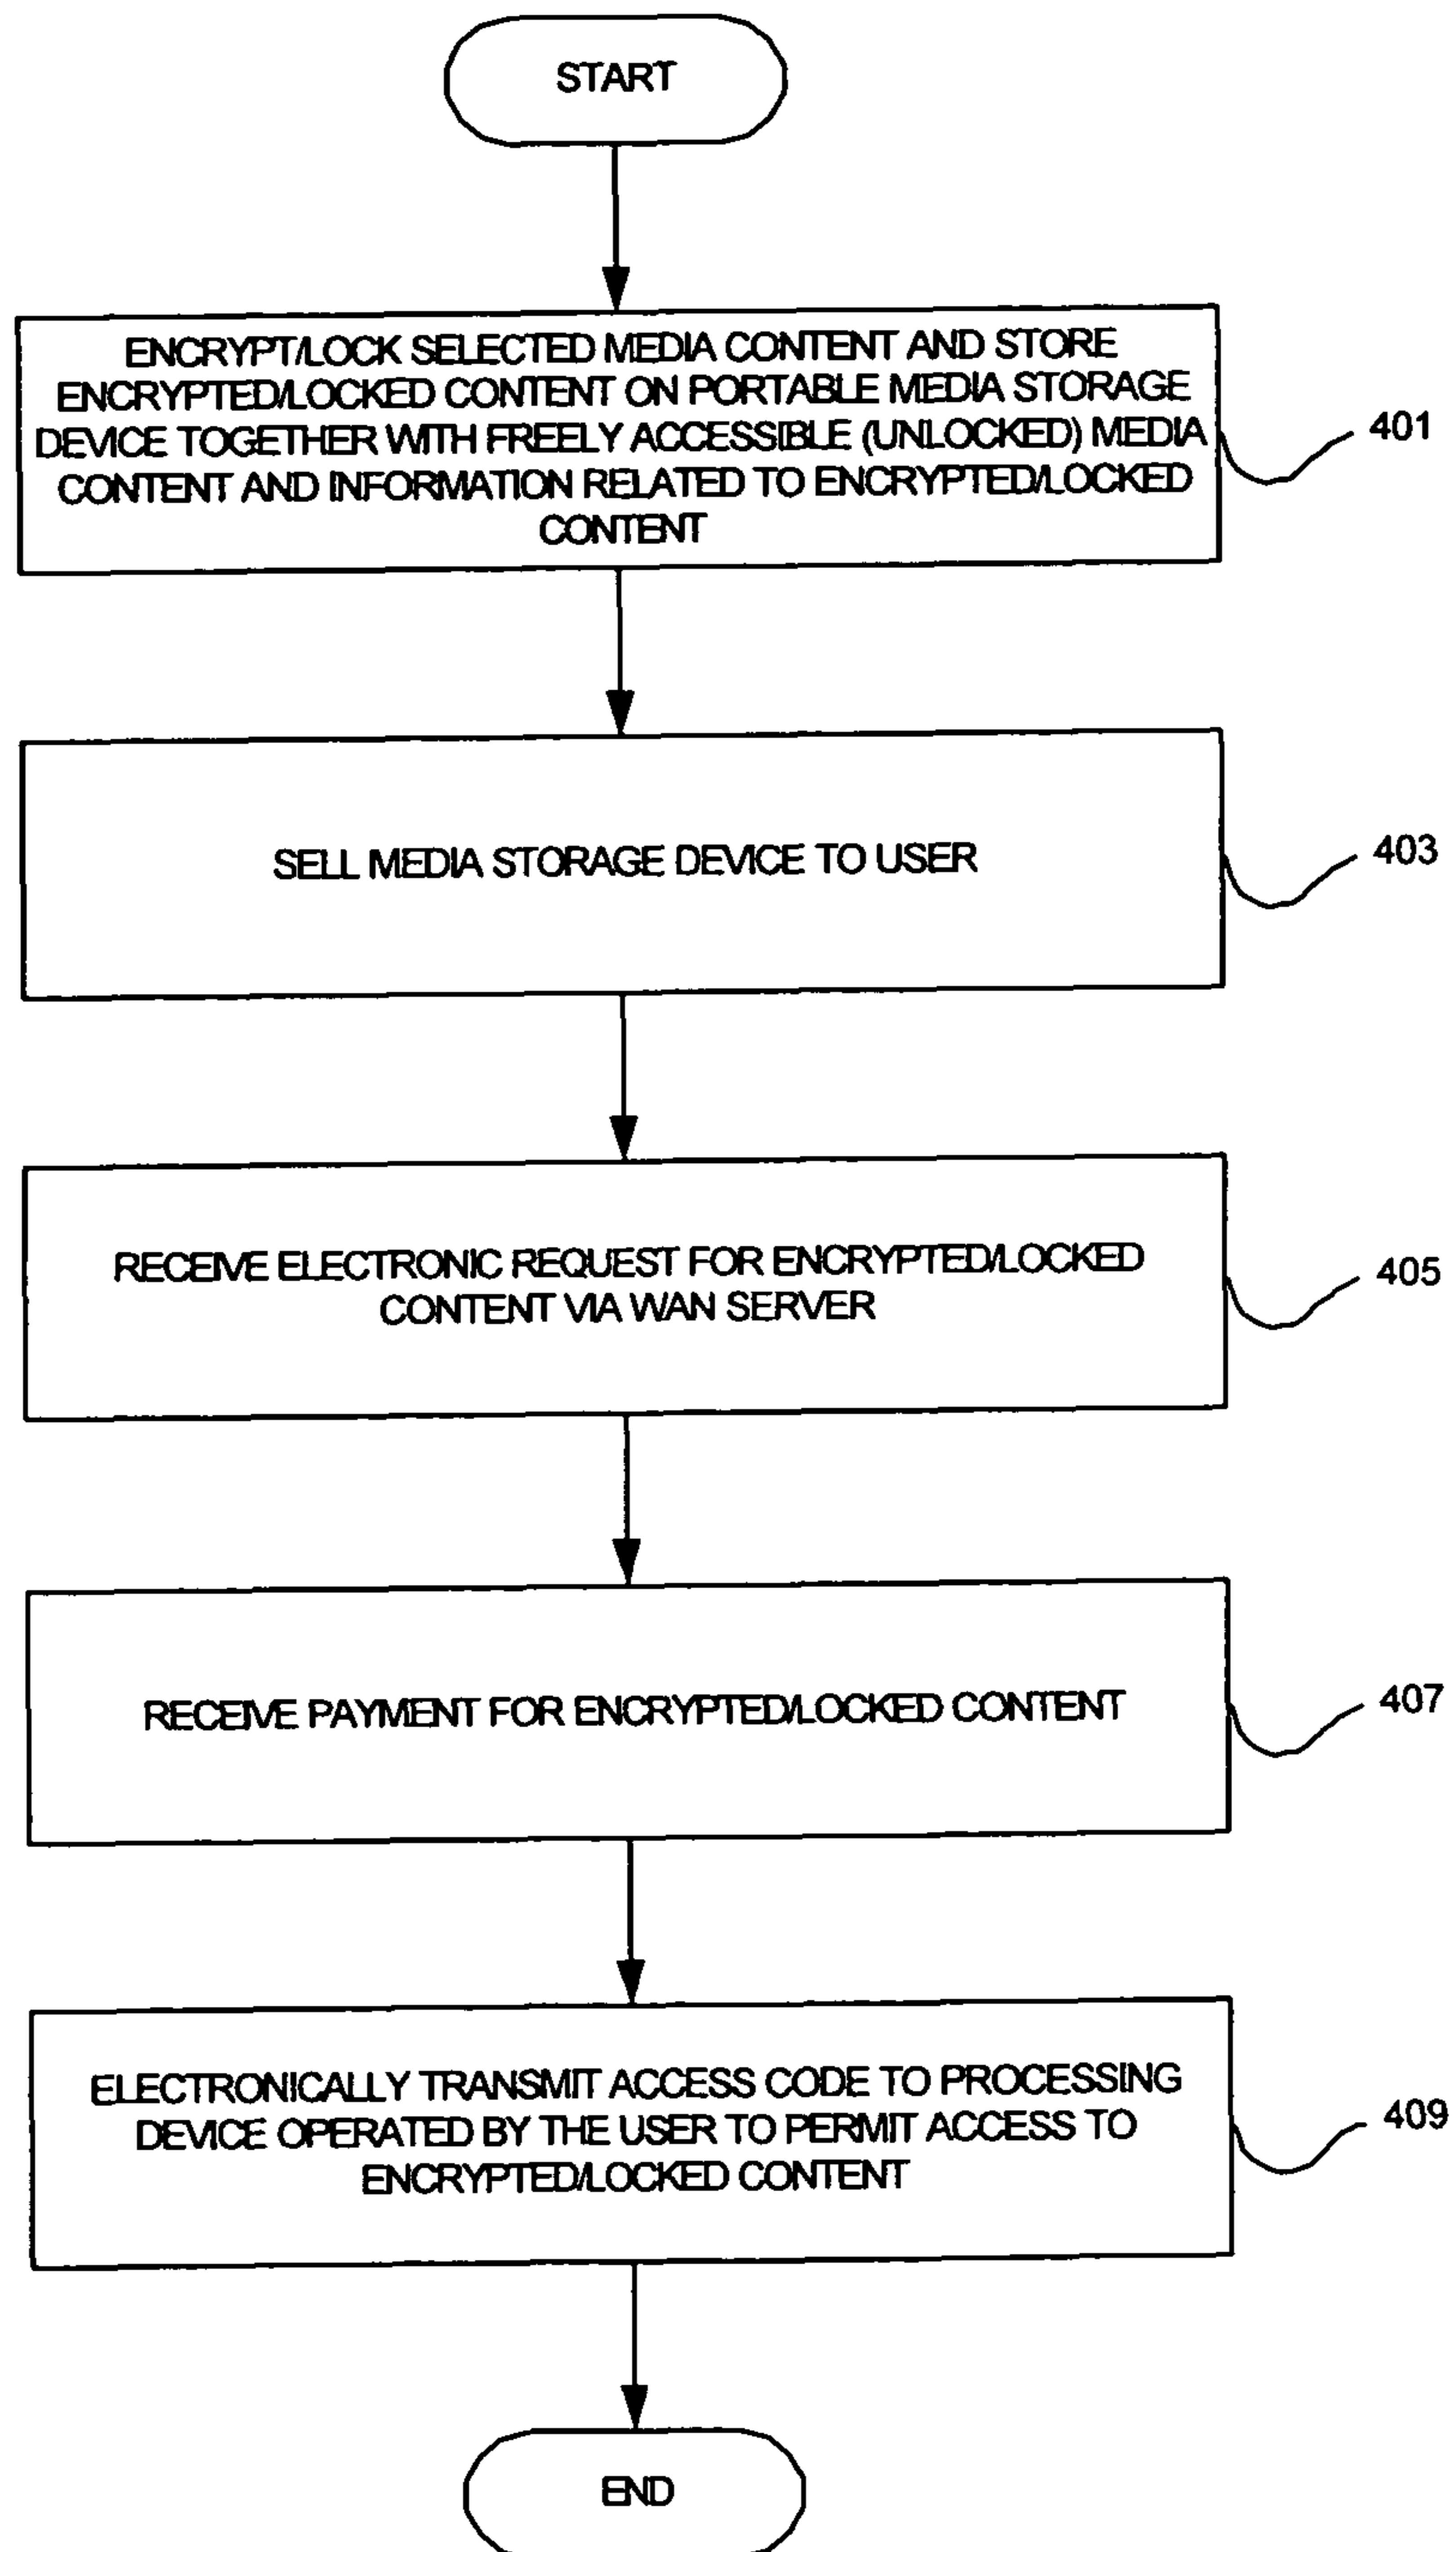 START
ENCRYPT/LOCK SELECTED MEDIA CONTENT AND STORE
ENCRYPTED/LOCKED CONTENT ON PORTABLE MEDIA STORAGE
DEVICE TOGETHER WITH FREELY ACCESSIBLE (UNLOCKED) MEDIA
CONTENT AND INFORMATION RELATED TO ENCRYPTED/LOCKED
CONTENT
401
SELL MEDIA STORAGE DEVICE TO USER
403
RECEIVE ELECTRONIC REQUEST FOR ENCRYPTED/LOCKED
CONTENT VIA WAN SERVER
405
RECEIVE PAYMENT FOR ENCRYPTED/LOCKED CONTENT
407
ELECTRONICALLY TRANSMIT ACCESS CODE TO PROCESSING
DEVICE OPERATED BY THE USER TO PERMIT ACCESS TO
ENCRYPTED/LOCKED CONTENT
409
END